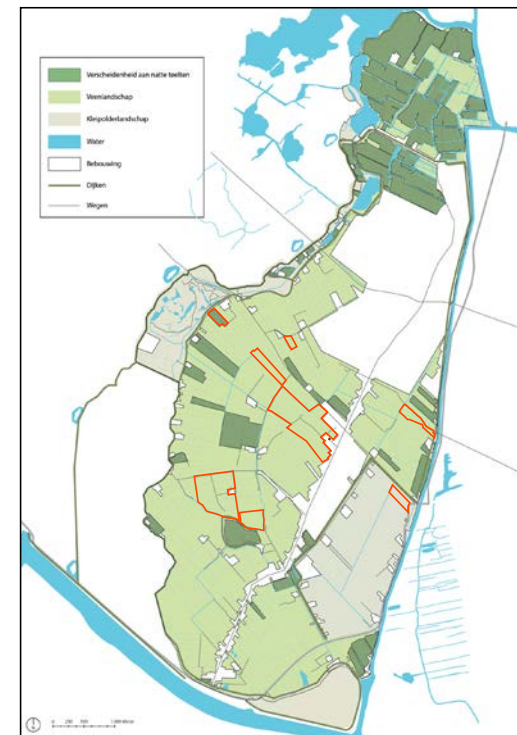 Verscheidenheid aan natte teelten
Veenlandschap
Kleipolderlandschap
Water
Bebouwing
Dijken
Wegen